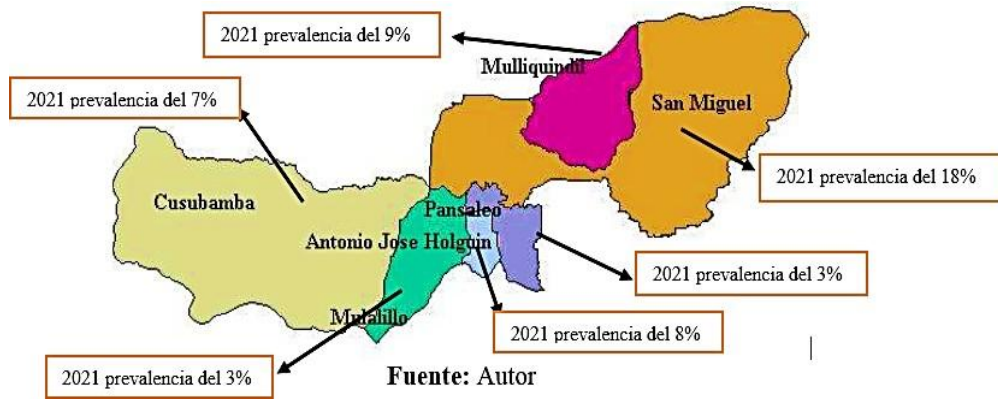 2021 prevalencia del 9%
Mulliquindil
2021 prevalencia del 7%
San Miguel
2021 prevalencia del 18%
Cusubamba
Pansaleo
Antonio Jose Holguin
2021 prevalencia del 3%
Mulalillo
2021 prevalencia del 8%
2021 prevalencia del 3%
Fuente: Autor